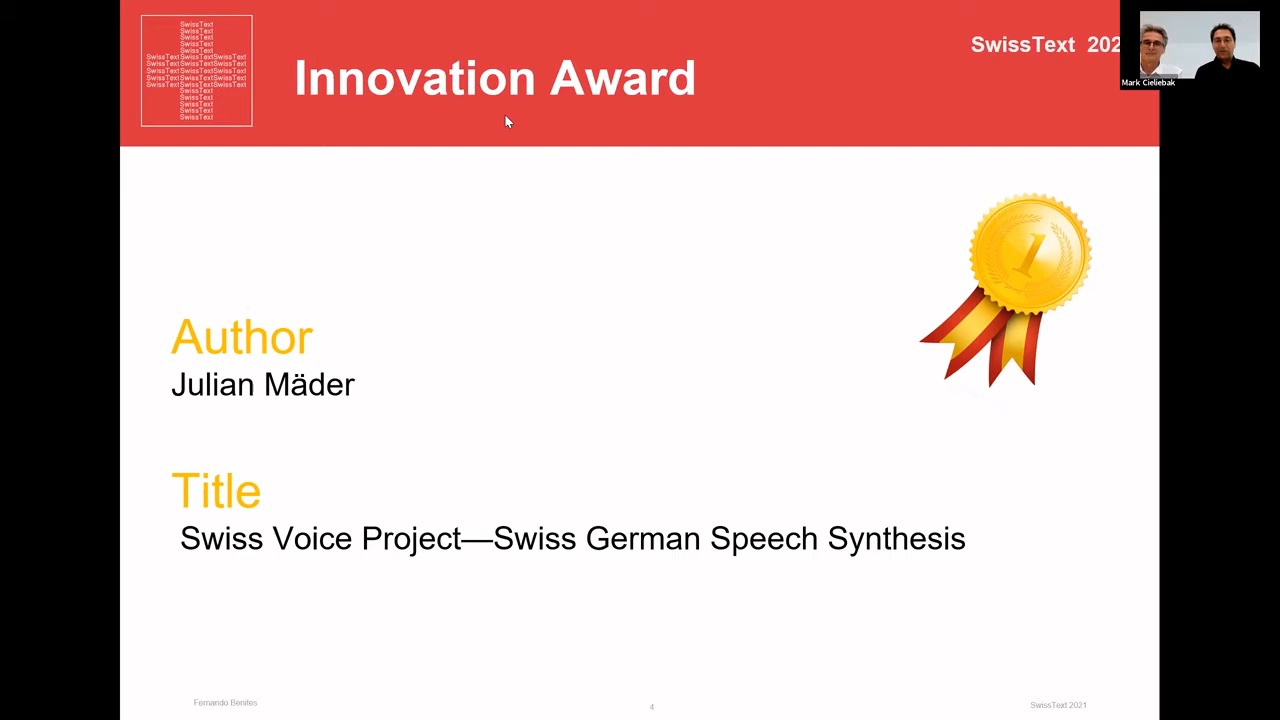 SwissText
SwissText
SwissText
SwissText
SwissText
SwissTextSwissTextSwissText
SwissTextSwissTextSwissText
SwissTextSwissTextSwissText
SwissTextSwissTextSwissText
SwissTextSwissTextSwissText
SwissText
SwissText
SwissText
SwissText
SwissText
Innovation Award
SwissText 202
Mark Cieliebak
1
Author
Julian Mäder
Title
Swiss Voice Project—Swiss German Speech Synthesis
Fernando Benites
4
SwissText 2021